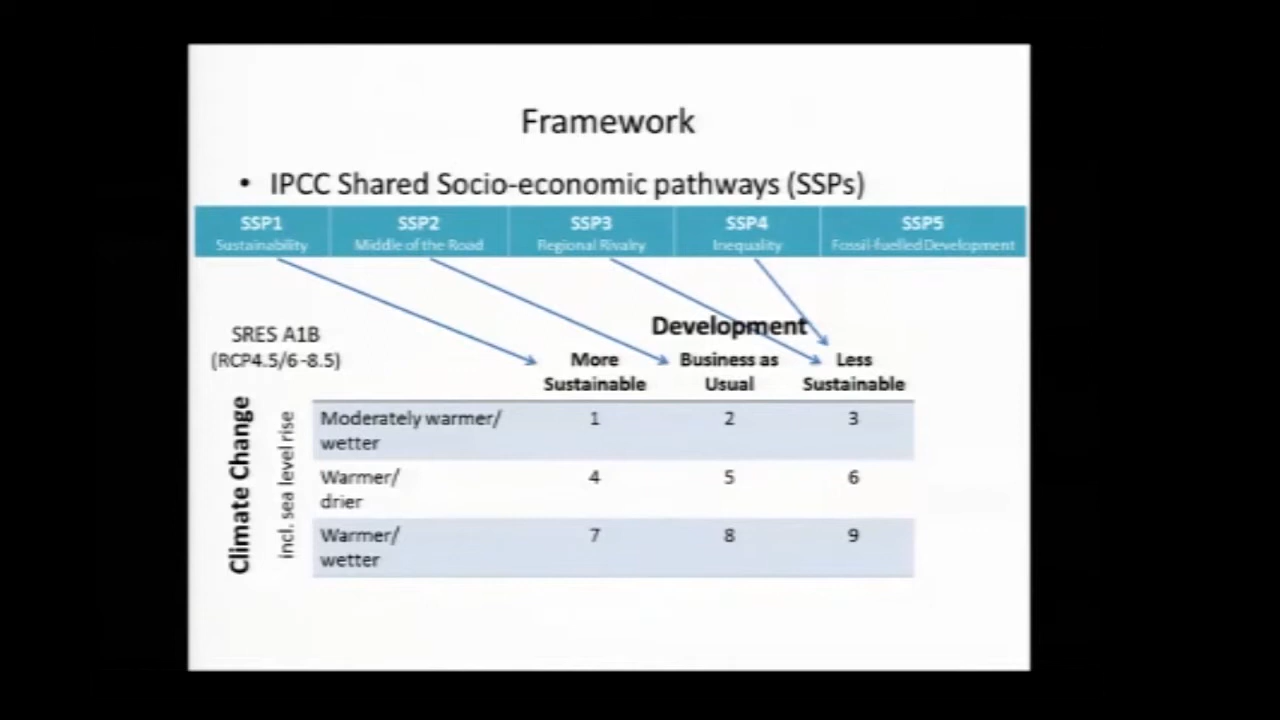 Framework
• IPCC Shared Socio-economic pathways (SSPs)
SSP1 SSP2 SSP3 SSP4 SSP5
Sustainability Middle of the Road Regional Rivalry Inequality Fossil-fuelled Development
SRES A1B
(RCP4.5/6-8.5)
Development
More Sustainable
Business as Usual
Less Sustainable
Climate Change
incl. sea level rise
Moderately warmer/ 1 2 3
wetter
Warmer/ 4 5 6
drier
Warmer/ 7 8 9
wetter